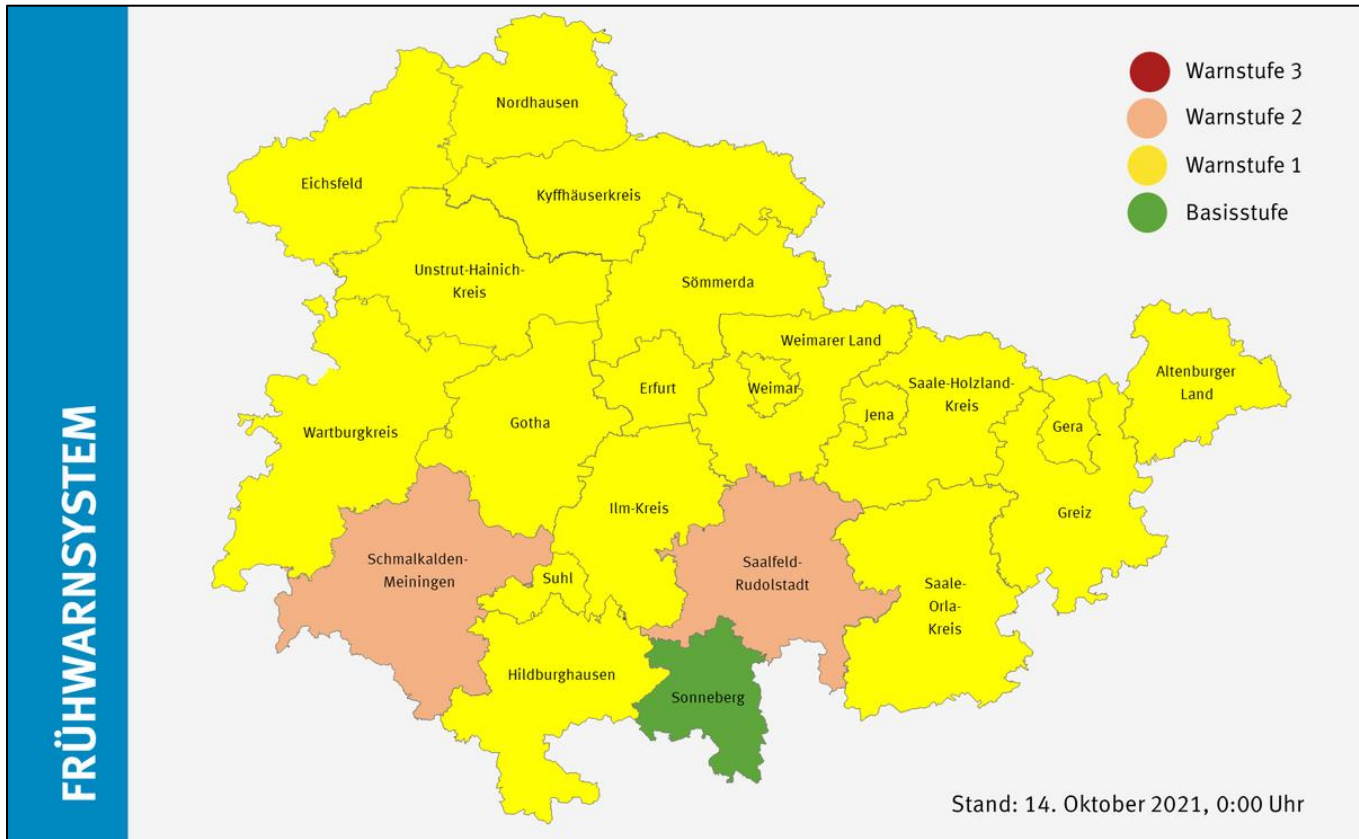 FRÜHWARNSYSTEM
Warnstufe 3
Warnstufe 2
Warnstufe 1
Basisstufe
Nordhausen
Eichsfeld
Kyffhäuserkreis
Unstrut-Hainich-
Kreis
Sömmerda
Weimarer Land
Wartburgkreis
Gotha
Erfurt
Weimar
Jena
Saale-Holzland-
Kreis
Gera
Altenburger
Land
Greiz
Ilm-Kreis
Schmalkalden-
Meiningen
Suhl
Saalfeld-
Rudolstadt
Saale-
Orla-
Kreis
Hildburghausen
Sonneberg
Stand: 14. Oktober 2021, 0:00 Uhr